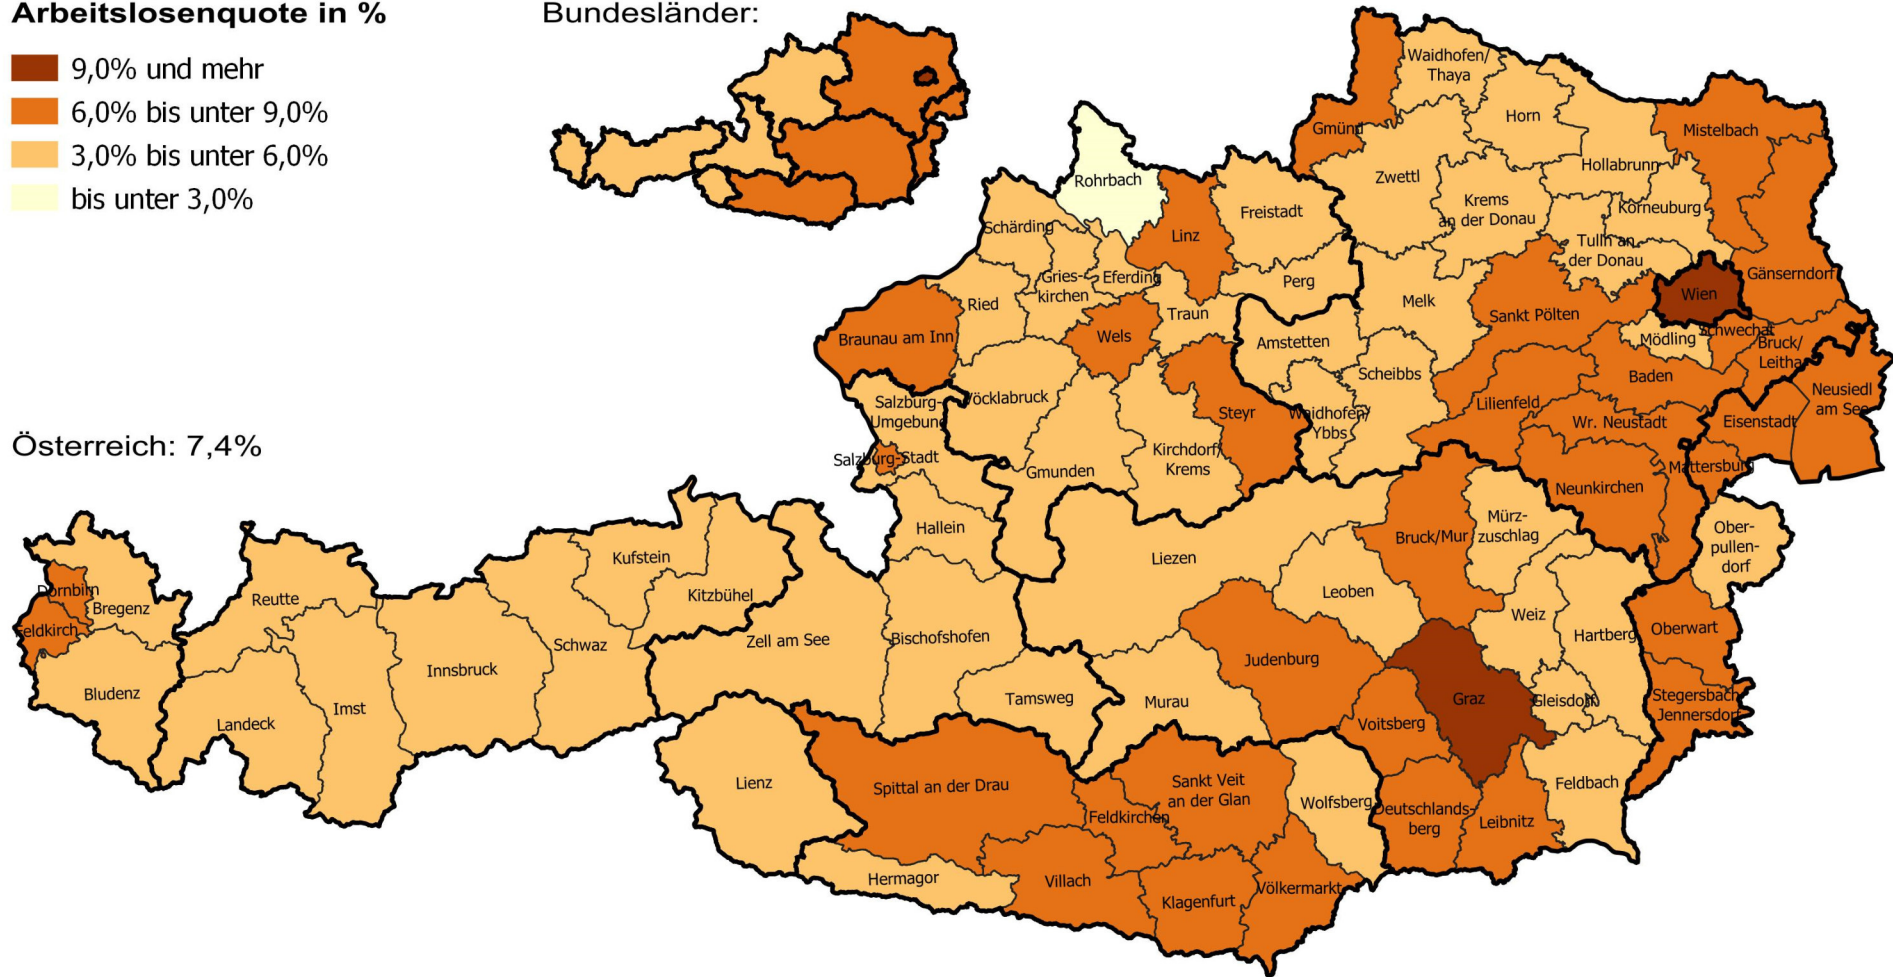 Arbeitslosenquote in %
9,0% und mehr
6,0% bis unter 9,0%
3,0% bis unter 6,0%
bis unter 3,0%
Bundesländer:
Österreich: 7,4%
Waidhofen/
Thaya
Gmünd
Horn
Mistelbach
Hollabrunn
Zwettl
Krems
an der Donau
Korneuburg
Tulln an
der Donau
Gänserndorf
Wien
Rohrbach
Freistadt
Schärding
Linz
Gries-
kirchen
Eferding
Perg
Ried
Traun
Melk
Sankt Pölten
Schwechat
Mödling
Bruck/
Leitha
Braunau am Inn
Wels
Amstetten
Scheibbs
Baden
Neusiedl
am See
Salzburg-
Umgebung
Vöcklabruck
Steyr
Waidhofen/
Ybbs
Lilienfeld
Wr. Neustadt
Eisenstadt
Salzburg-Stadt
Gmunden
Kirchdorf/
Krems
Mattersburg
Neunkirchen
Hallein
Liezen
Bruck/Mur
Mürz-
zuschlag
Ober-
pullen-
dorf
Kufstein
Kitzbühel
Leoben
Weiz
Hartberg
Oberwart
Dornbirn
Bregenz
Feldkirch
Reutte
Schwaz
Zell am See
Bischofshofen
Judenburg
Innsbruck
Bludenz
Landeck
Imst
Tamsweg
Murau
Graz
Gleisdorf
Stegersbach
Jennersdorf
Voitsberg
Lienz
Spittal an der Drau
Sankt Veit
an der Glan
Feldkirchen
Wolfsberg
Deutschlands-
berg
Leibnitz
Feldbach
Hermagor
Villach
Klagenfurt
Völkermarkt